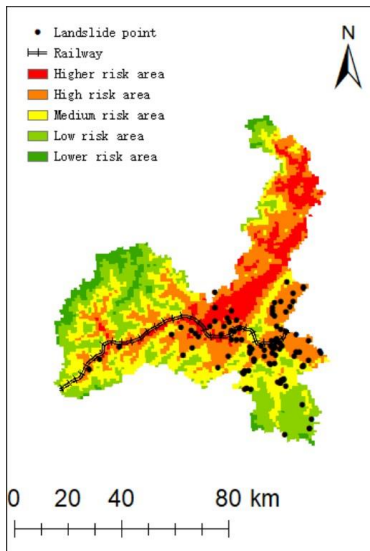 Landslide point
Railway
Higher risk area
High risk area
Medium risk area
Low risk area
Lower risk area
N
0 20 40 80 km